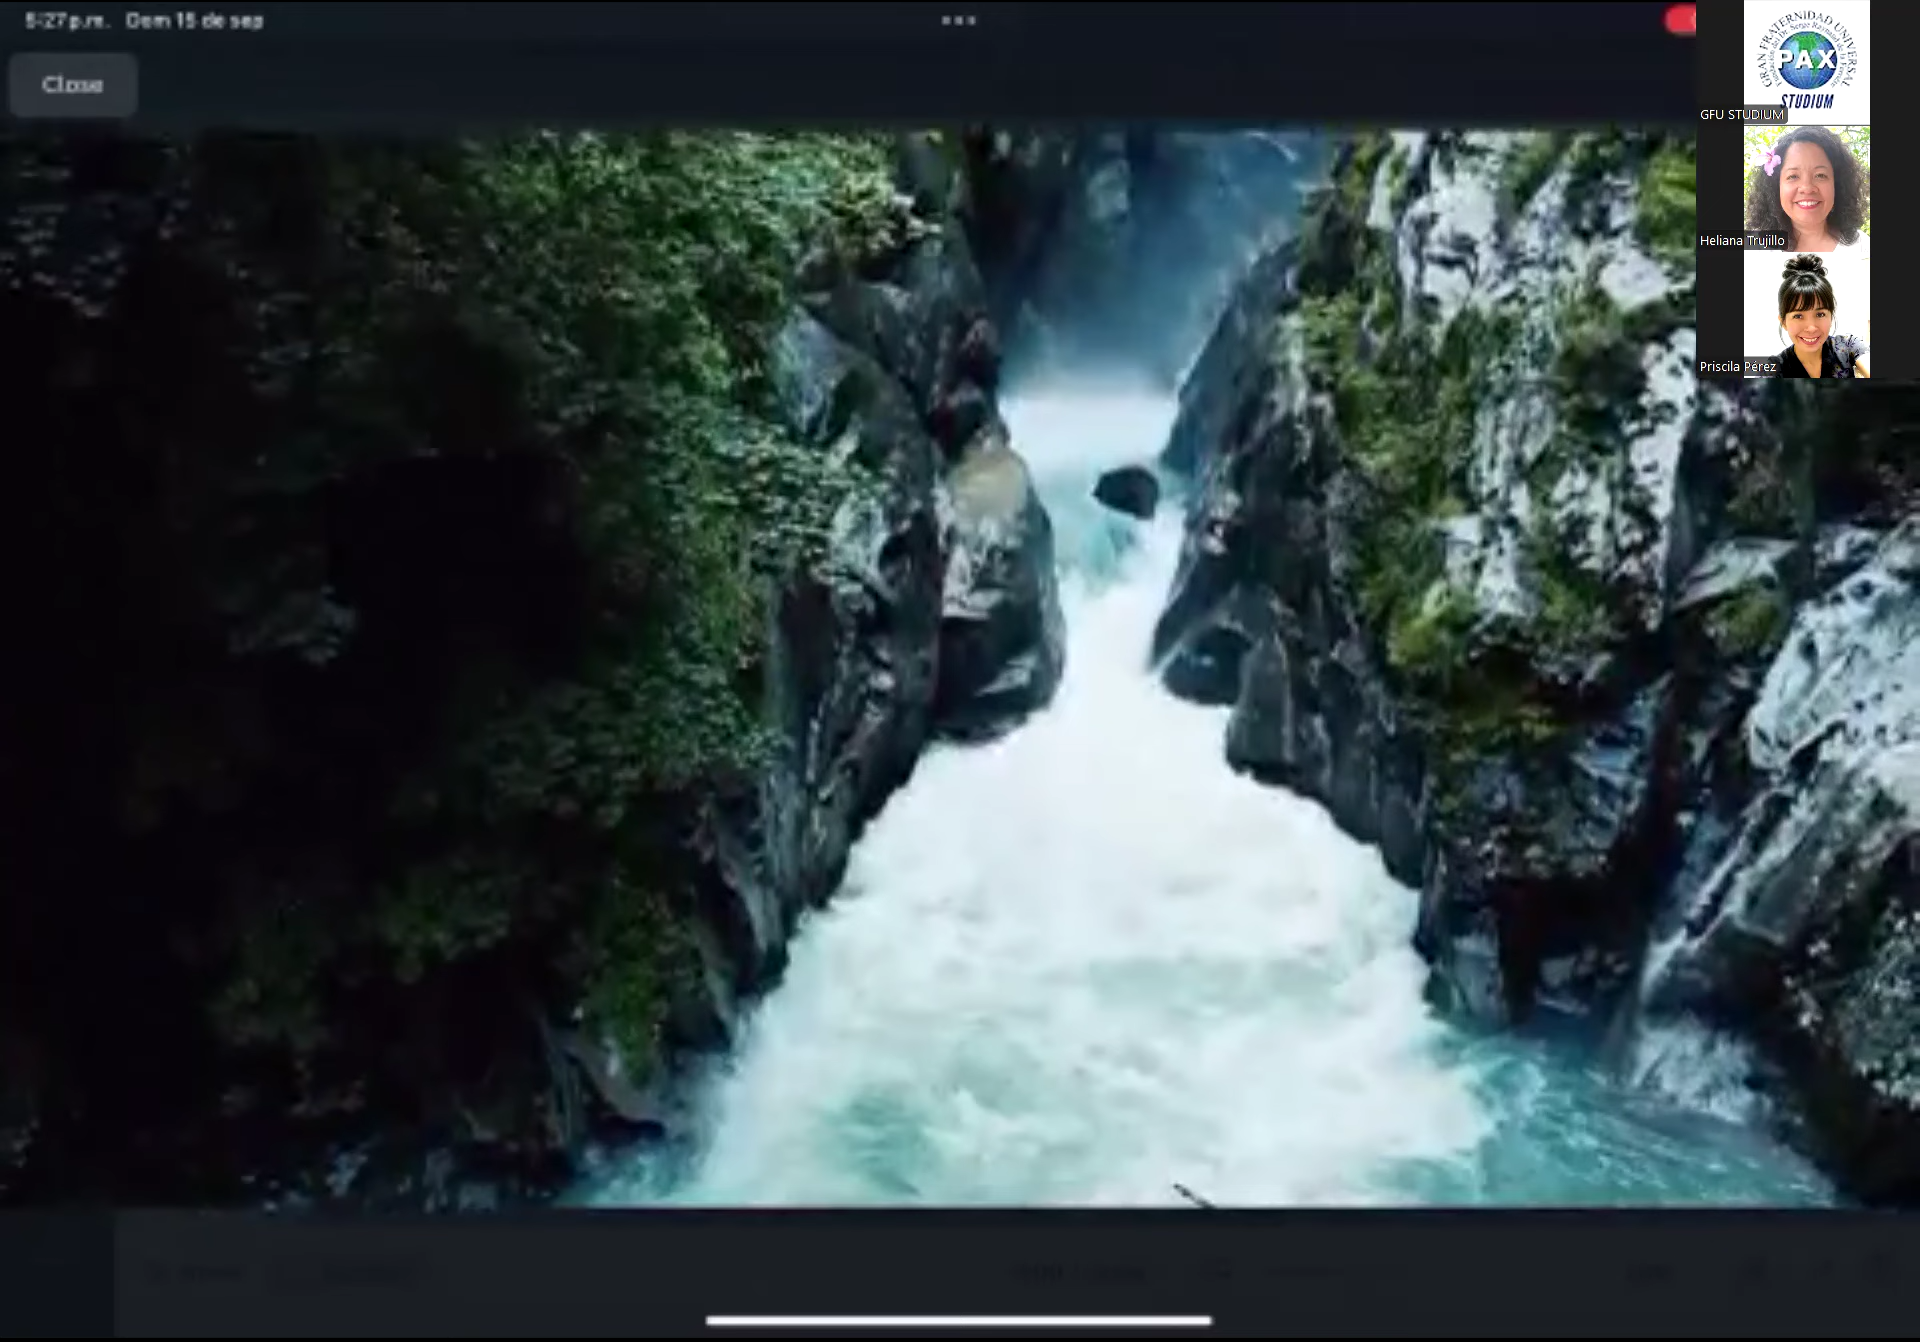 5:27 p.m. Dom 15 de sep
Close
GRAN FRATERNIDAD UNIVERSAL
PAX
STUDIUM
GFU STUDIUM
Heliana Trujillo
Priscila Pérez